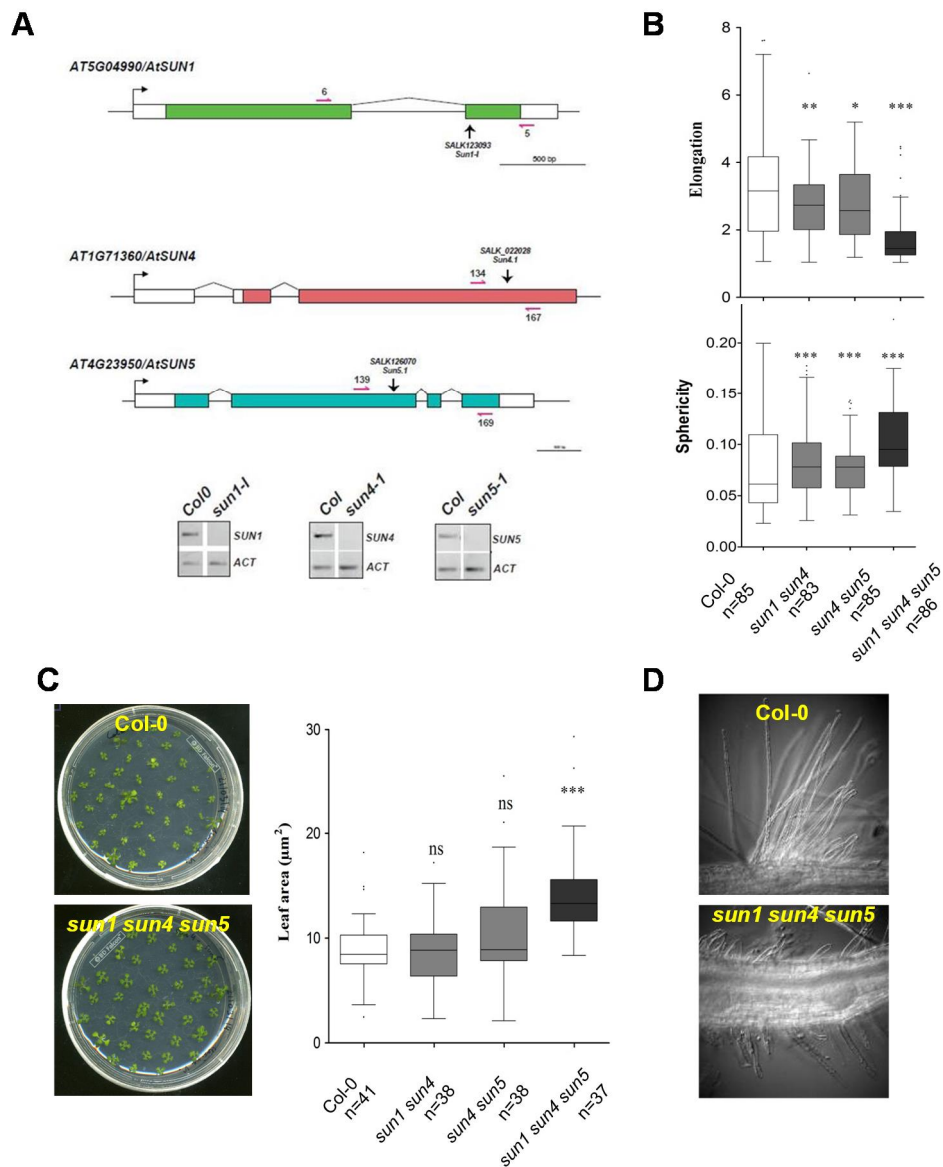 A
AT5G04990/AtSUN1
6
5
SALK123093
Sun1-I
500 bp
AT1G71360/AtSUN4
134
SALK_022028
Sun4.1
167
AT4G23950/AtSUN5
139
SALK126070
Sun5.1
169
Col0
sun1-I
SUN1
ACT
Col
sun4-1
SUN4
ACT
Col
sun5-1
SUN5
ACT
B
Elongation
8
6
4
2
0
**
*
***
Sphericity
0.20
0.15
0.10
0.05
0.00
***
***
***
Col-0
n=85
sun1 sun4
n=83
sun4 sun5
n=85
sun1 sun4 sun5
n=86
C
Col-0
sun1 sun4 sun5
Leaf area (μm²)
30
20
10
0
ns
ns
***
Col-0
n=41
sun1 sun4
n=38
sun4 sun5
n=38
sun1 sun4 sun5
n=37
D
Col-0
sun1 sun4 sun5